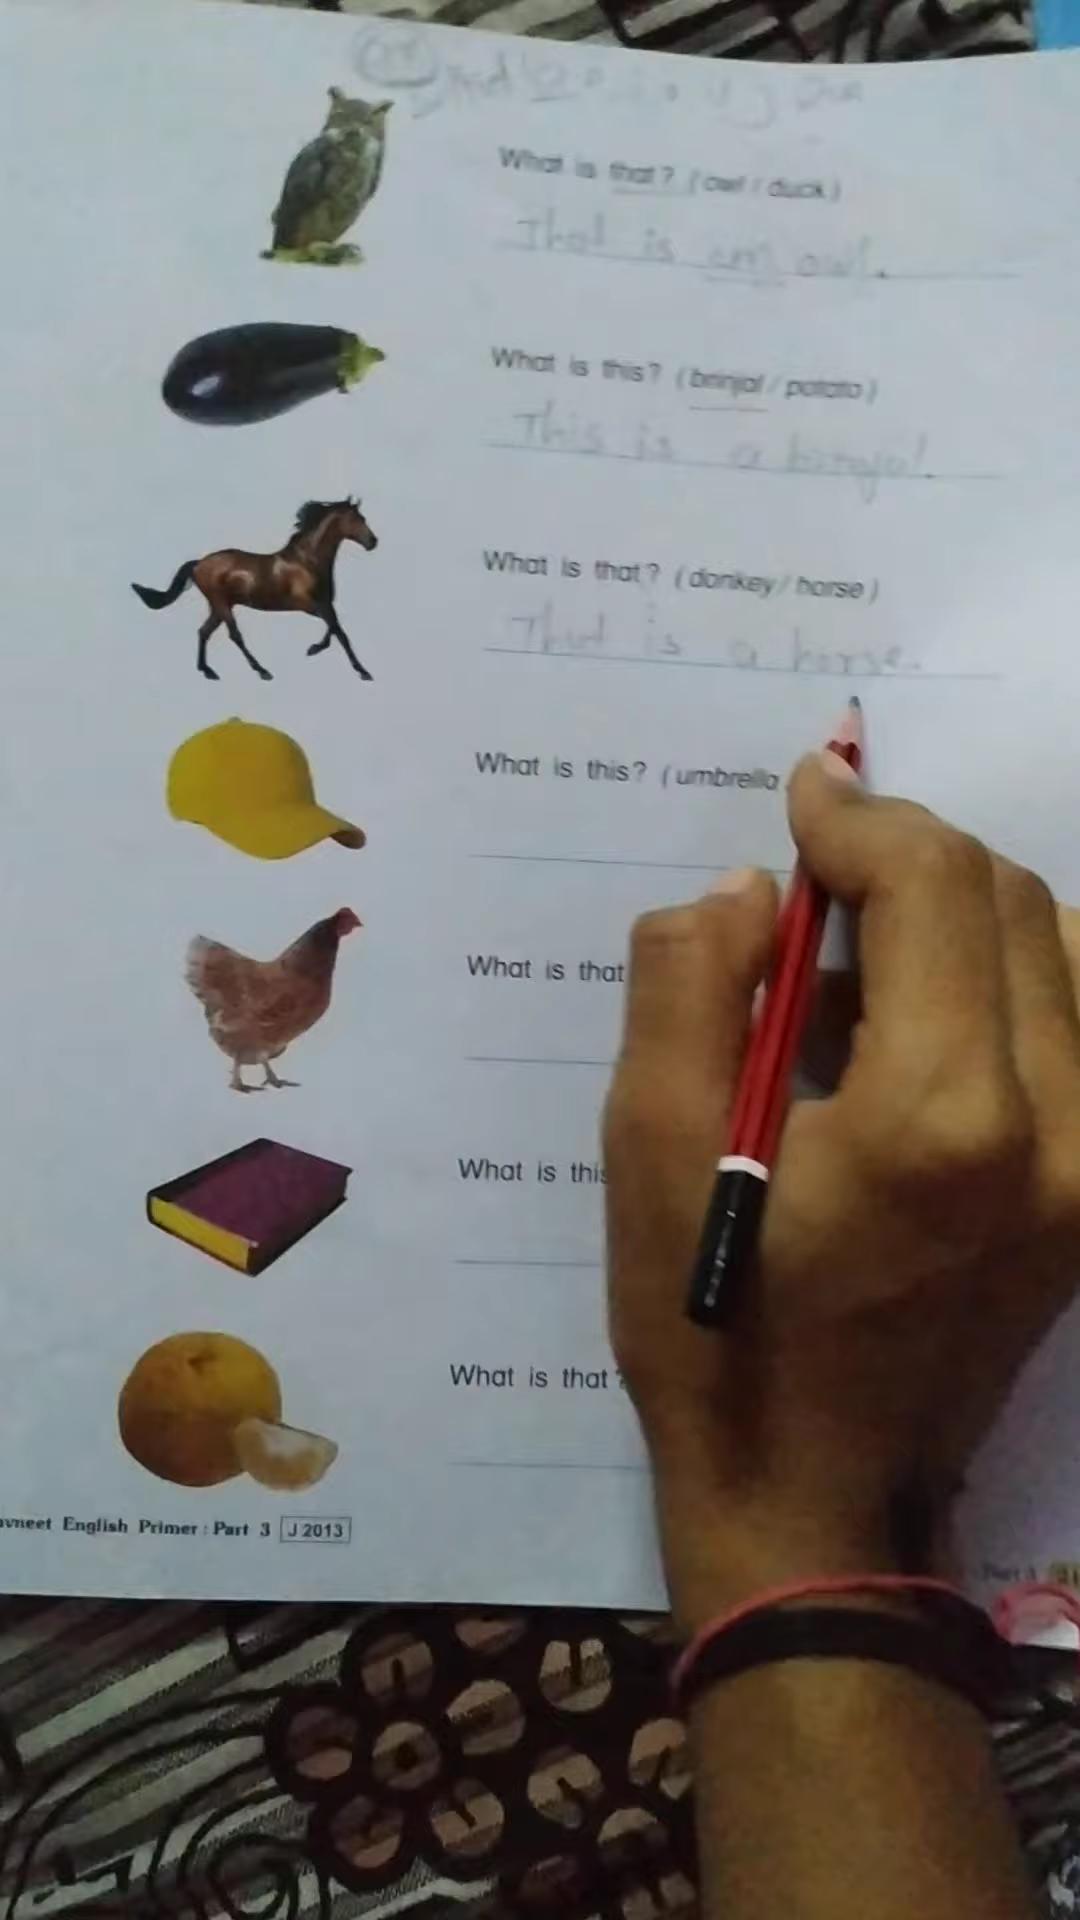 What is that? (owl / duck)
That is an owl.
What is this? (brinjal / potato)
This is a brinjal.
What is that? (donkey / horse)
That is a horse.
What is this? (umbrella
What is that
What is this
What is that ?
vneet English Primer : Part 3 J 2013